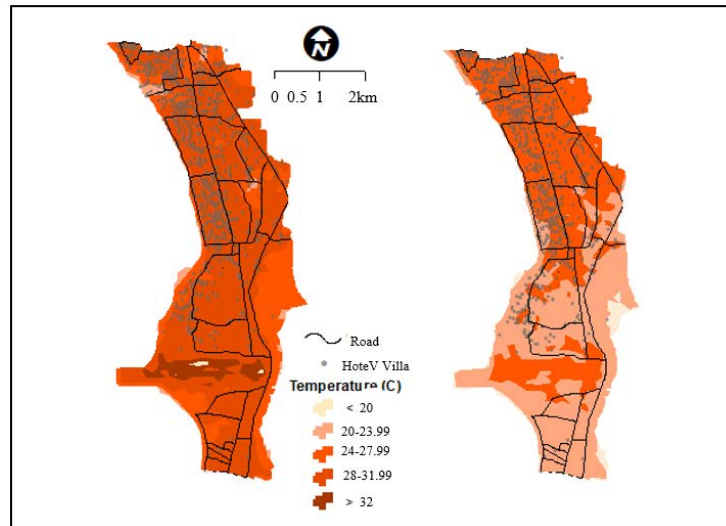 N
0 0.5 1 2km
Road
HoteV Villa
Temperature (C)
< 20
20-23.99
24-27.99
28-31.99
> 32